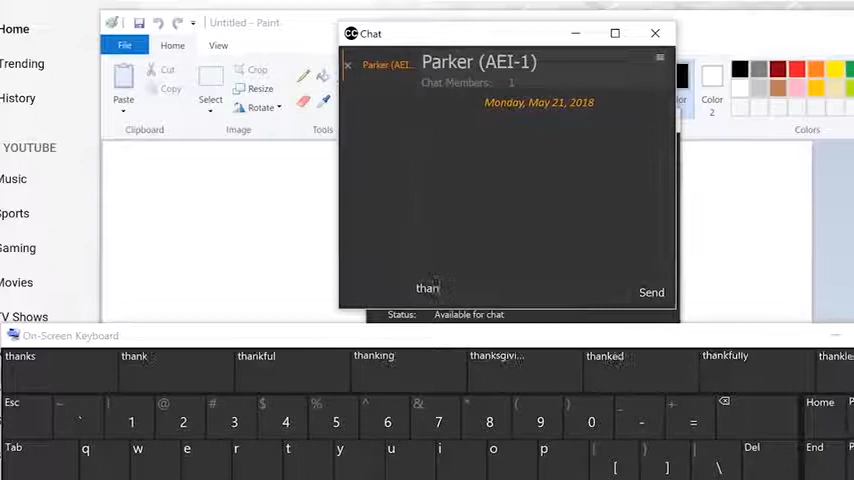 Home
Trending
History
YOUTUBE
Music
Sports
Gaming
Movies
TV Shows
Untitled - Paint
File Home View
Paste
Cut
Copy
Clipboard
Select
Crop
Resize
Rotate
Image
Tools
Color
2
Colors
CC Chat
Parker (AEI...
Parker (AEI-1)
Chat Members: 1
Monday, May 21, 2018
than
Send
Status: Available for chat
On-Screen Keyboard
thanks thank thankful thanking thanksgivi... thanked thankfully
Esc ~ ` ! 1 @ 2 # 3 $ 4 % 5 ^ 6 & 7 * 8 ( 9 ) 0 _ - + = Home
Tab q w e r t y u i o p { [ } ] | \ Del End